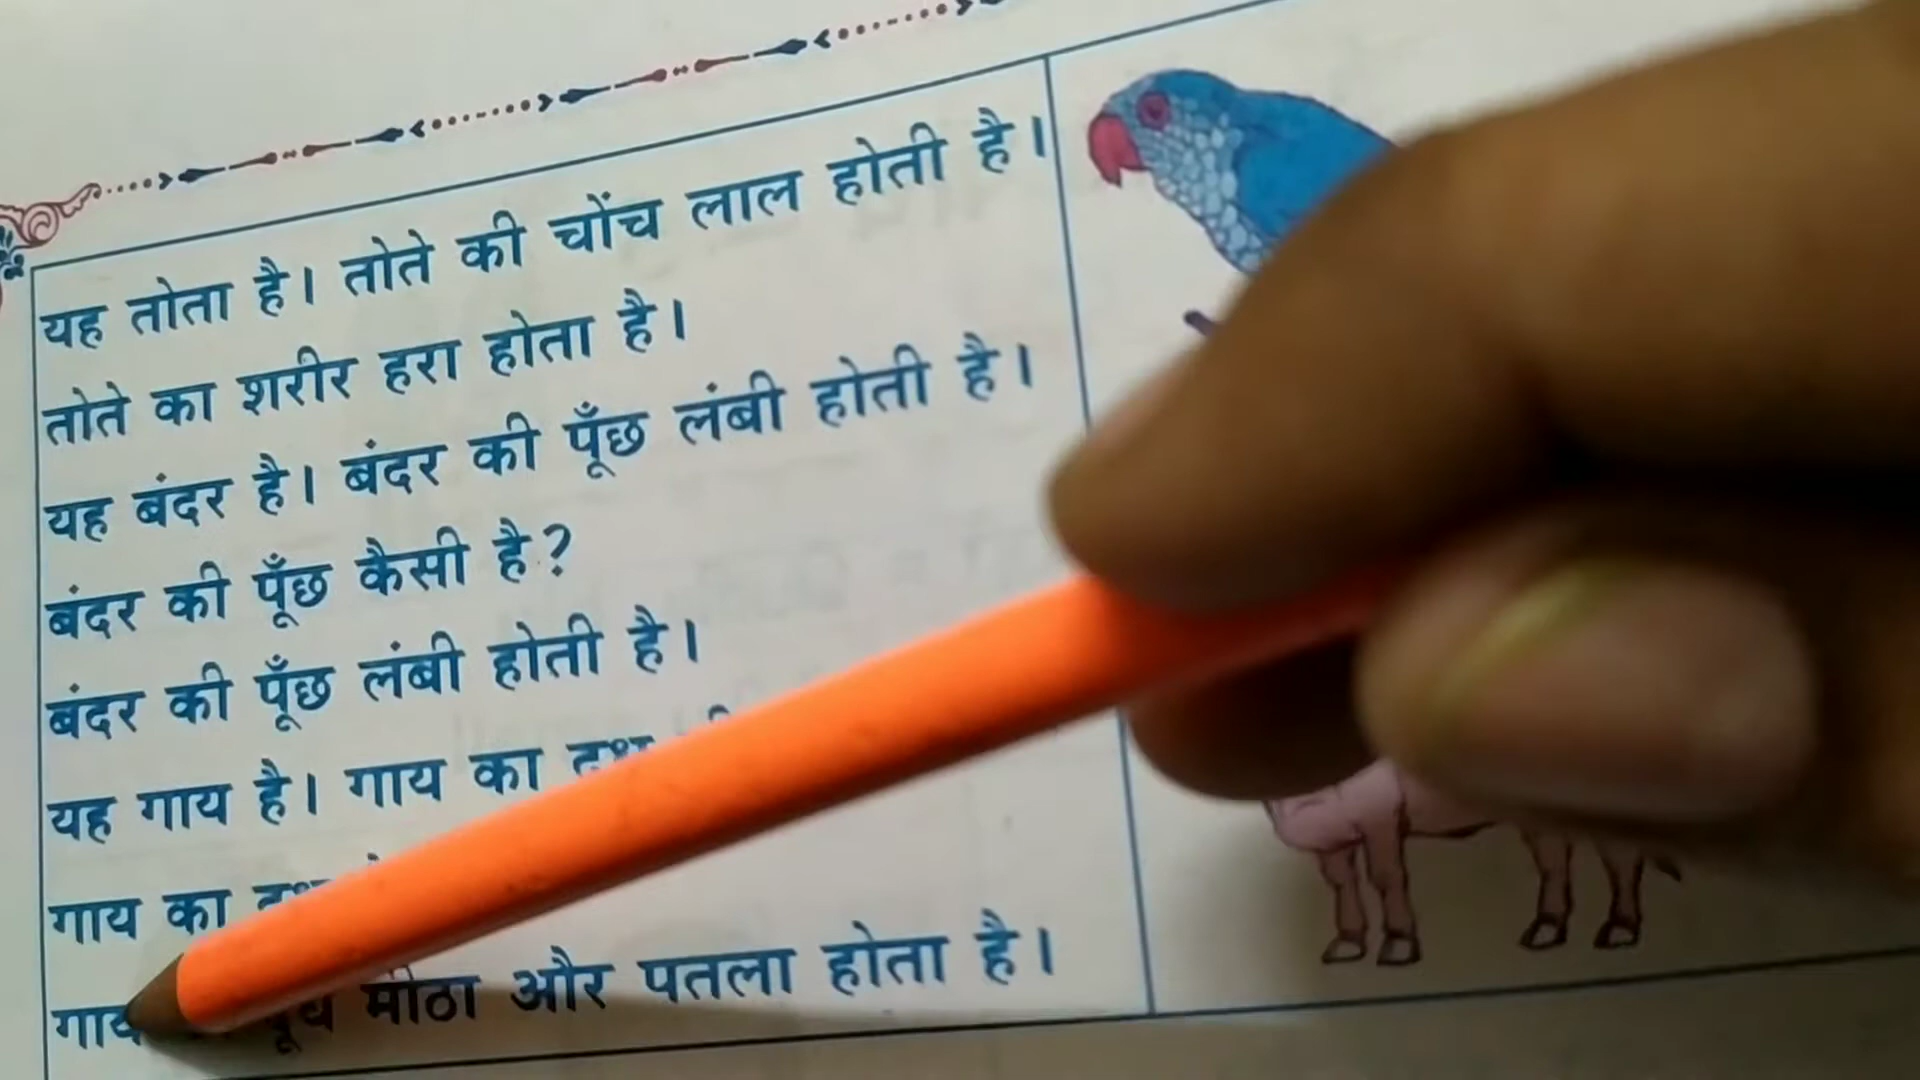 यह तोता है। तोते की चोंच लाल होती है।
तोते का शरीर हरा होता है।
यह बंदर है। बंदर की पूँछ लंबी होती है।
बंदर की पूँछ कैसी है?
बंदर की पूँछ लंबी होती है।
यह गाय है। गाय का
गाय का
गाय दूध मीठा और पतला होता है।